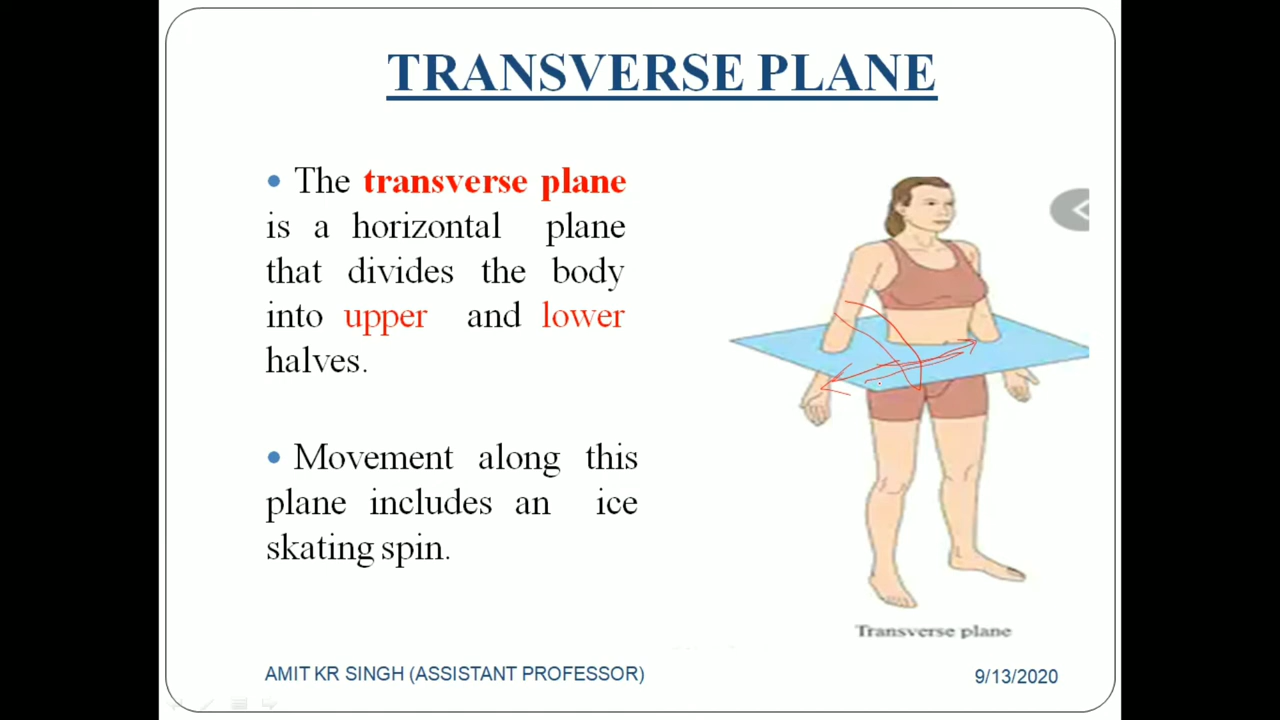 TRANSVERSE PLANE
• The transverse plane
is a horizontal plane
that divides the body
into upper and lower
halves.
• Movement along this
plane includes an ice
skating spin.
Transverse plane
AMIT KR SINGH (ASSISTANT PROFESSOR)
9/13/2020